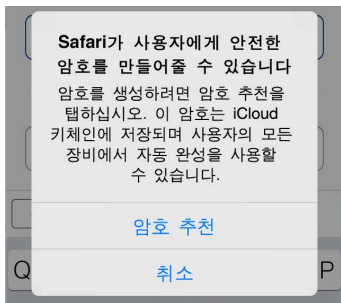 Safari가 사용자에게 안전한
암호를 만들어줄 수 있습니다
암호를 생성하려면 암호 추천을
탭하십시오. 이 암호는 iCloud
키체인에 저장되며 사용자의 모든
장비에서 자동 완성을 사용할
수 있습니다.
암호 추천
취소
Q P